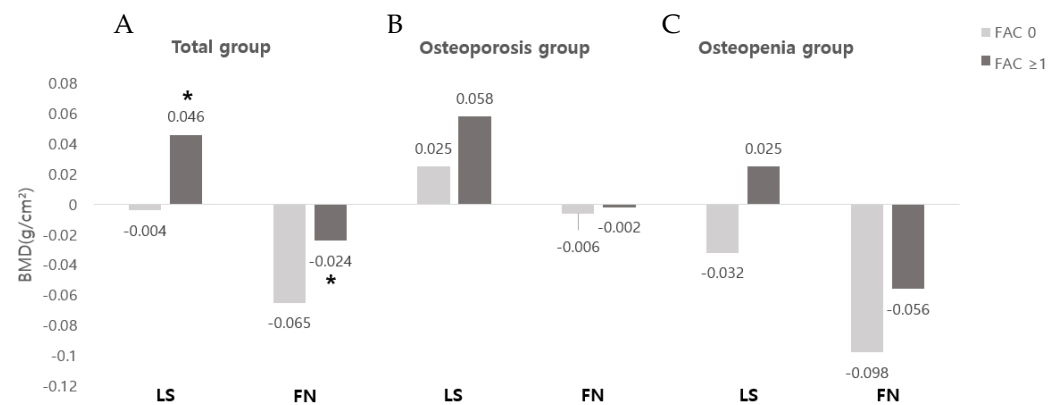 A
B
C
Total group
Osteoporosis group
Osteopenia group
FAC 0
FAC ≥1
BMD(g/cm²)
0.08
0.06
0.04
0.02
0
-0.02
-0.04
-0.06
-0.08
-0.1
-0.12
*
0.046
-0.004
-0.024
*
-0.065
0.058
0.025
-0.006
-0.002
0.025
-0.032
-0.056
-0.098
LS
FN
LS
FN
LS
FN